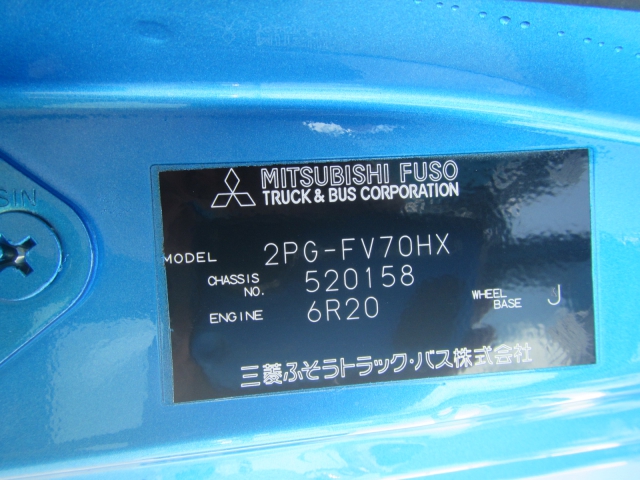 MITSUBISHI FUSO
TRUCK & BUS CORPORATION
MODEL 2PG-FV70HX
CHASSIS NO. 520158
ENGINE 6R20
WHEEL BASE J
三菱ふそうトラック・バス株式会社